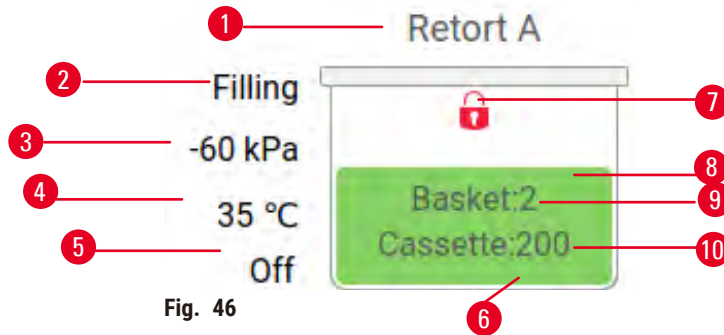 1 Retort A
2 Filling
7
3 -60 kPa
8
4 35 °C
Basket:2 9
5 Off
Cassette:200 10
Fig. 46
6